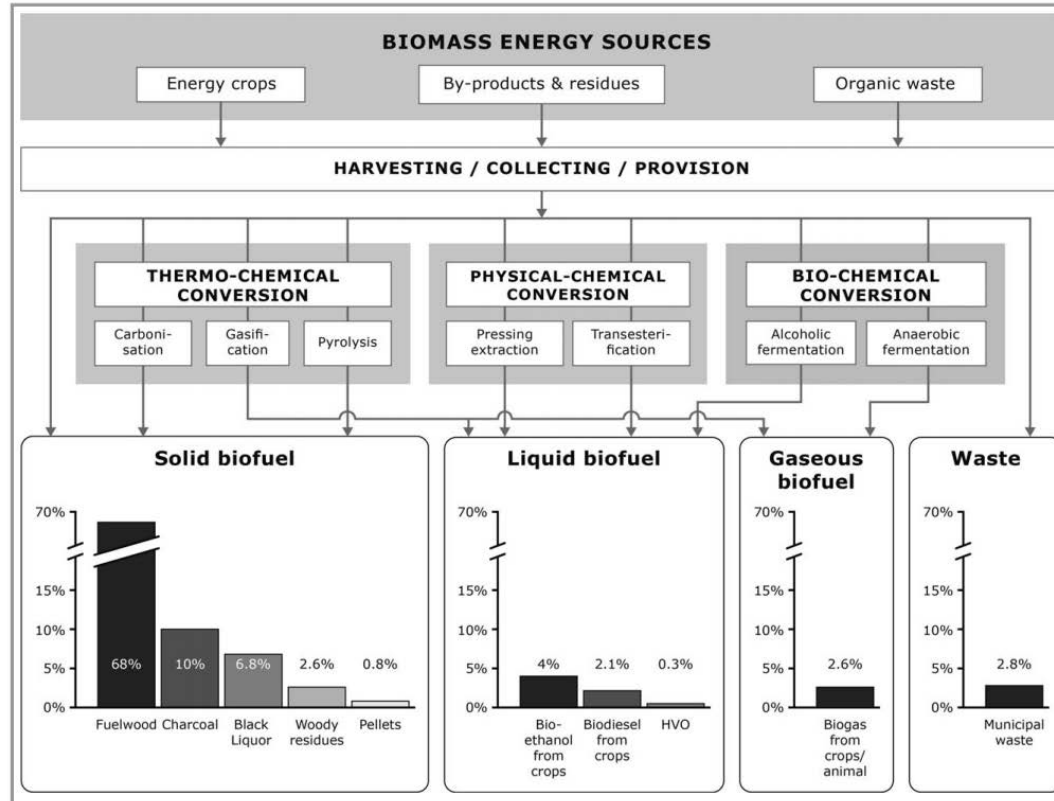 BIOMASS ENERGY SOURCES
Energy crops
By-products & residues
Organic waste
HARVESTING / COLLECTING / PROVISION
THERMO-CHEMICAL
CONVERSION
Carboni-
sation
Gasifi-
cation
Pyrolysis
PHYSICAL-CHEMICAL
CONVERSION
Pressing
extraction
Transesteri-
fication
BIO-CHEMICAL
CONVERSION
Alcoholic
fermentation
Anaerobic
fermentation
Solid biofuel
70%
15%
10%
5%
0%
68%
10%
6.8%
2.6%
0.8%
Fuelwood
Charcoal
Black
Liquor
Woody
residues
Pellets
Liquid biofuel
70%
15%
10%
5%
0%
4%
2.1%
0.3%
Bio-
ethanol
from
crops
Biodiesel
from
crops
HVO
Gaseous
biofuel
70%
15%
10%
5%
0%
2.6%
Biogas
from
crops/
animal
Waste
70%
15%
10%
5%
0%
2.8%
Municipal
waste